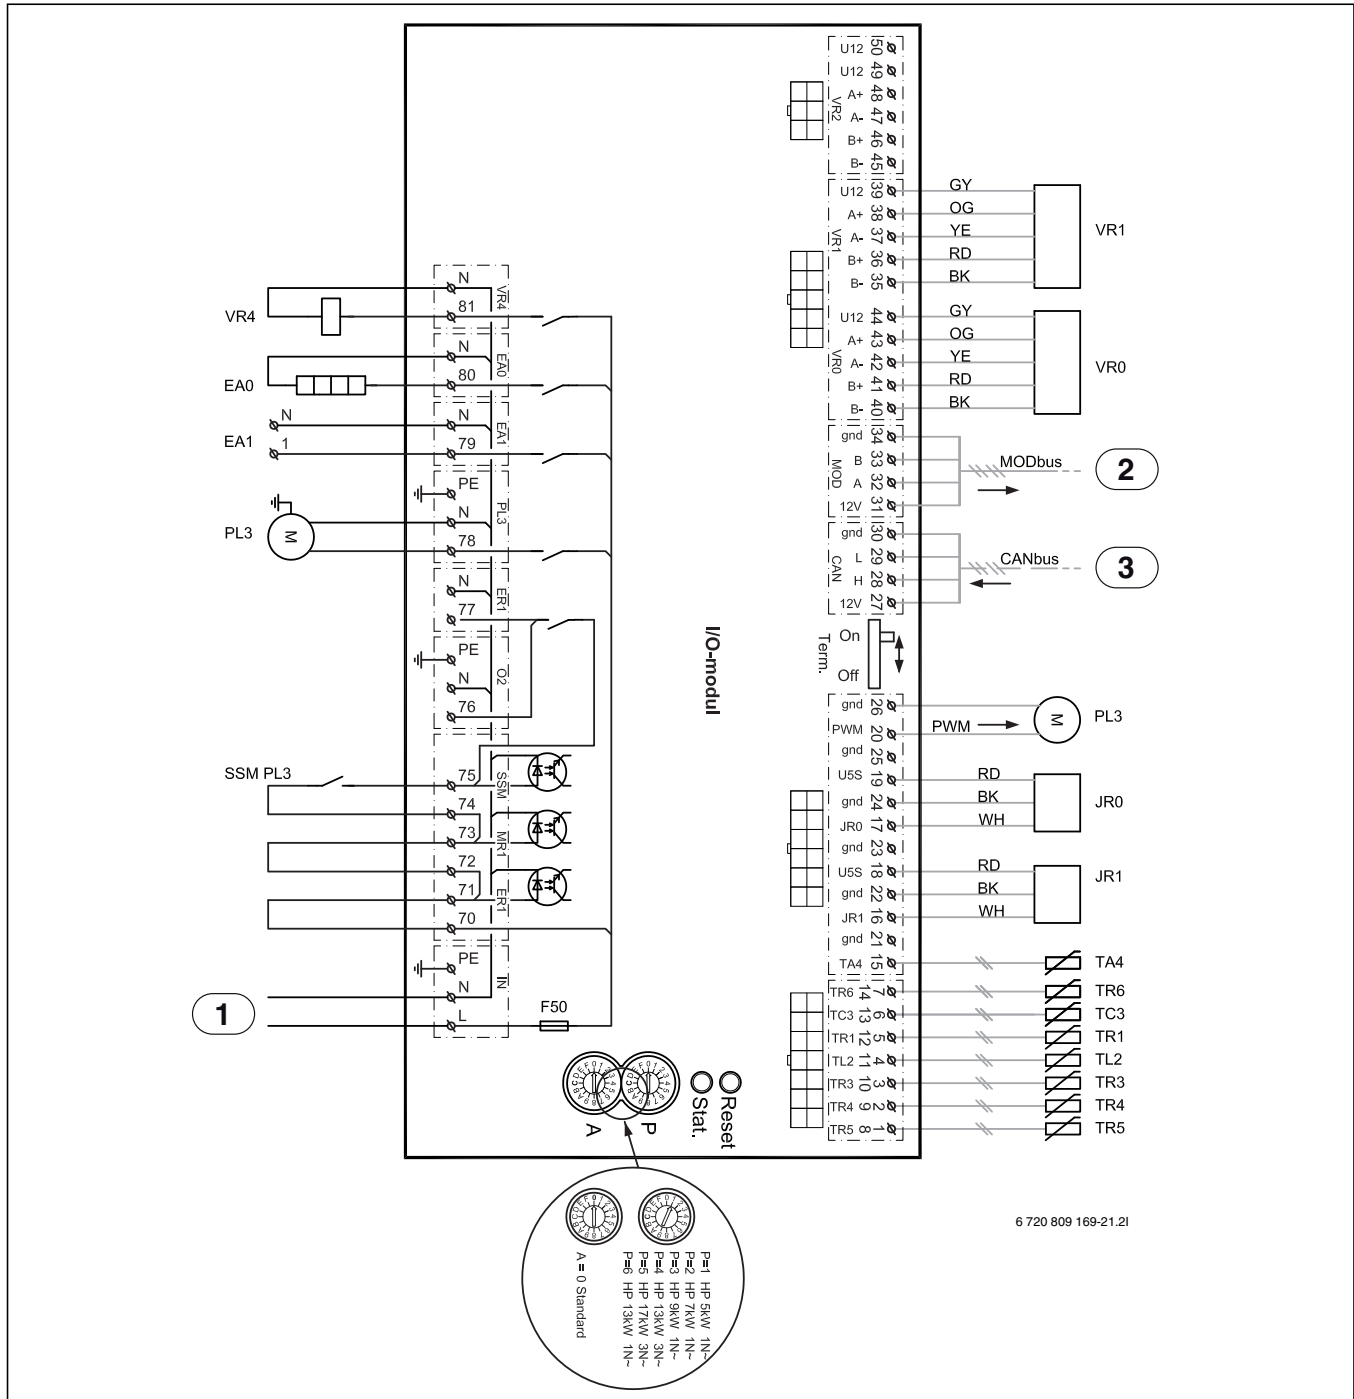 U12 50
U12 49
A+ 48
A- 47
B+ 46
B- 45
VR2
U12 39 GY
A+ 38 OG
A- 37 YE
B+ 36 RD
B- 35 BK
VR1
VR1
U12 44 GY
A+ 43 OG
A- 42 YE
B+ 41 RD
B- 40 BK
VR0
VR0
gnd 34
B 33
A 32
12V 31
MOD
MODbus
2
gnd 30
L 29
H 28
12V 27
CAN
CANbus
3
On
Off
Term.
gnd 26
PWM 20 PWM
M
PL3
gnd 25
U5S 19 RD
gnd 24 BK
JR0 17 WH
JR0
gnd 23
U5S 18 RD
gnd 22 BK
JR1 16 WH
JR1
gnd 21
TA4 15 TA4
TR6 14 7 TR6
TC3 13 6 TC3
TR1 12 5 TR1
TL2 11 4 TL2
TR3 10 3 TR3
TR4 9 2 TR4
TR5 8 1 TR5
I/O-modul
VR4
N
81
VR4
EA0
N
80
EA0
EA1
N
1
N
79
EA1
PL3
M
PE
N
78
PL3
N
77
ER1
PE
N
76
O2
SSM PL3
75
74
SSM
73
72
MR1
71
70
ER1
1
PE
N
L
IN
F50
A
P
Stat.
Reset
P=1 HP 5kW 1N~
P=2 HP 7kW 1N~
P=3 HP 9kW 1N~
P=4 HP 13kW 3N~
P=5 HP 17kW 3N~
P=6 HP 13kW 1N~
A = 0 Standard
6 720 809 169-21.2I